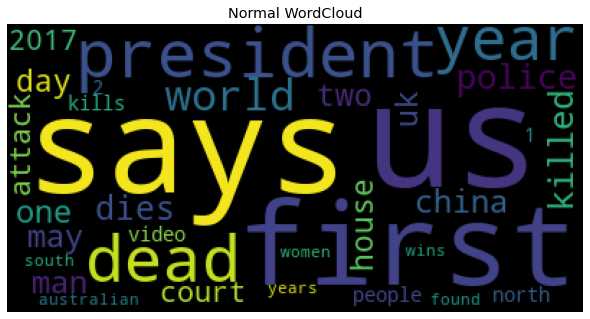 Normal WordCloud
2017
president
year
day
2
kills
world
two
uk
police
attack
says
us
1
killed
one
dies
house
china
may
video
dead
first
women
wins
south
man
court
years
australian
people
found
north